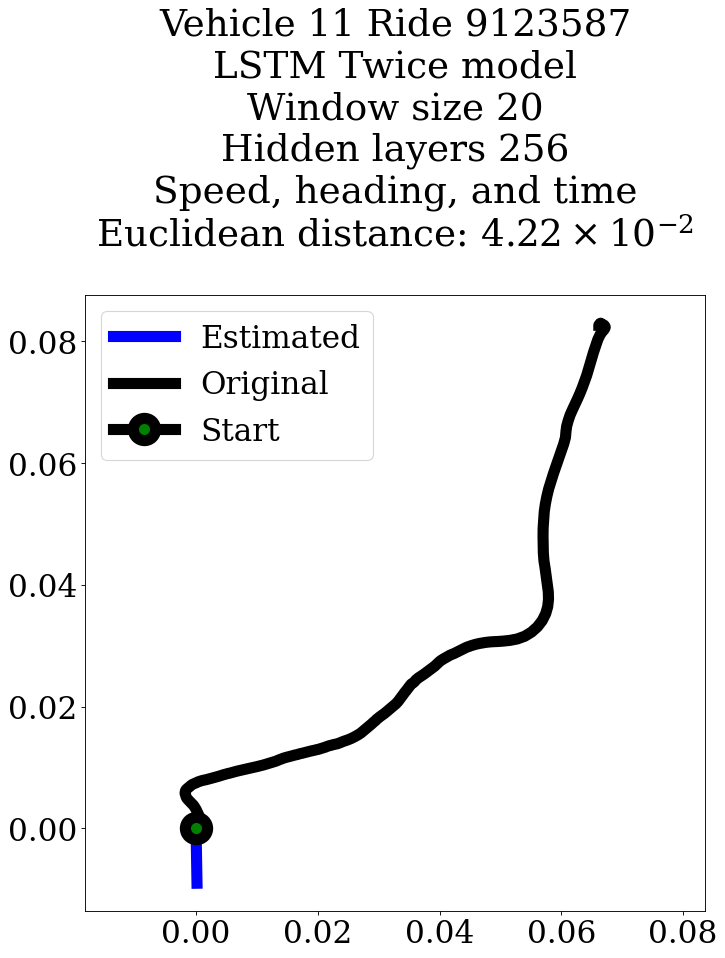 Vehicle 11 Ride 9123587
LSTM Twice model
Window size 20
Hidden layers 256
Speed, heading, and time
Euclidean distance: 4.22 × 10⁻²
Estimated
Original
Start
0.08
0.06
0.04
0.02
0.00
0.00 0.02 0.04 0.06 0.08